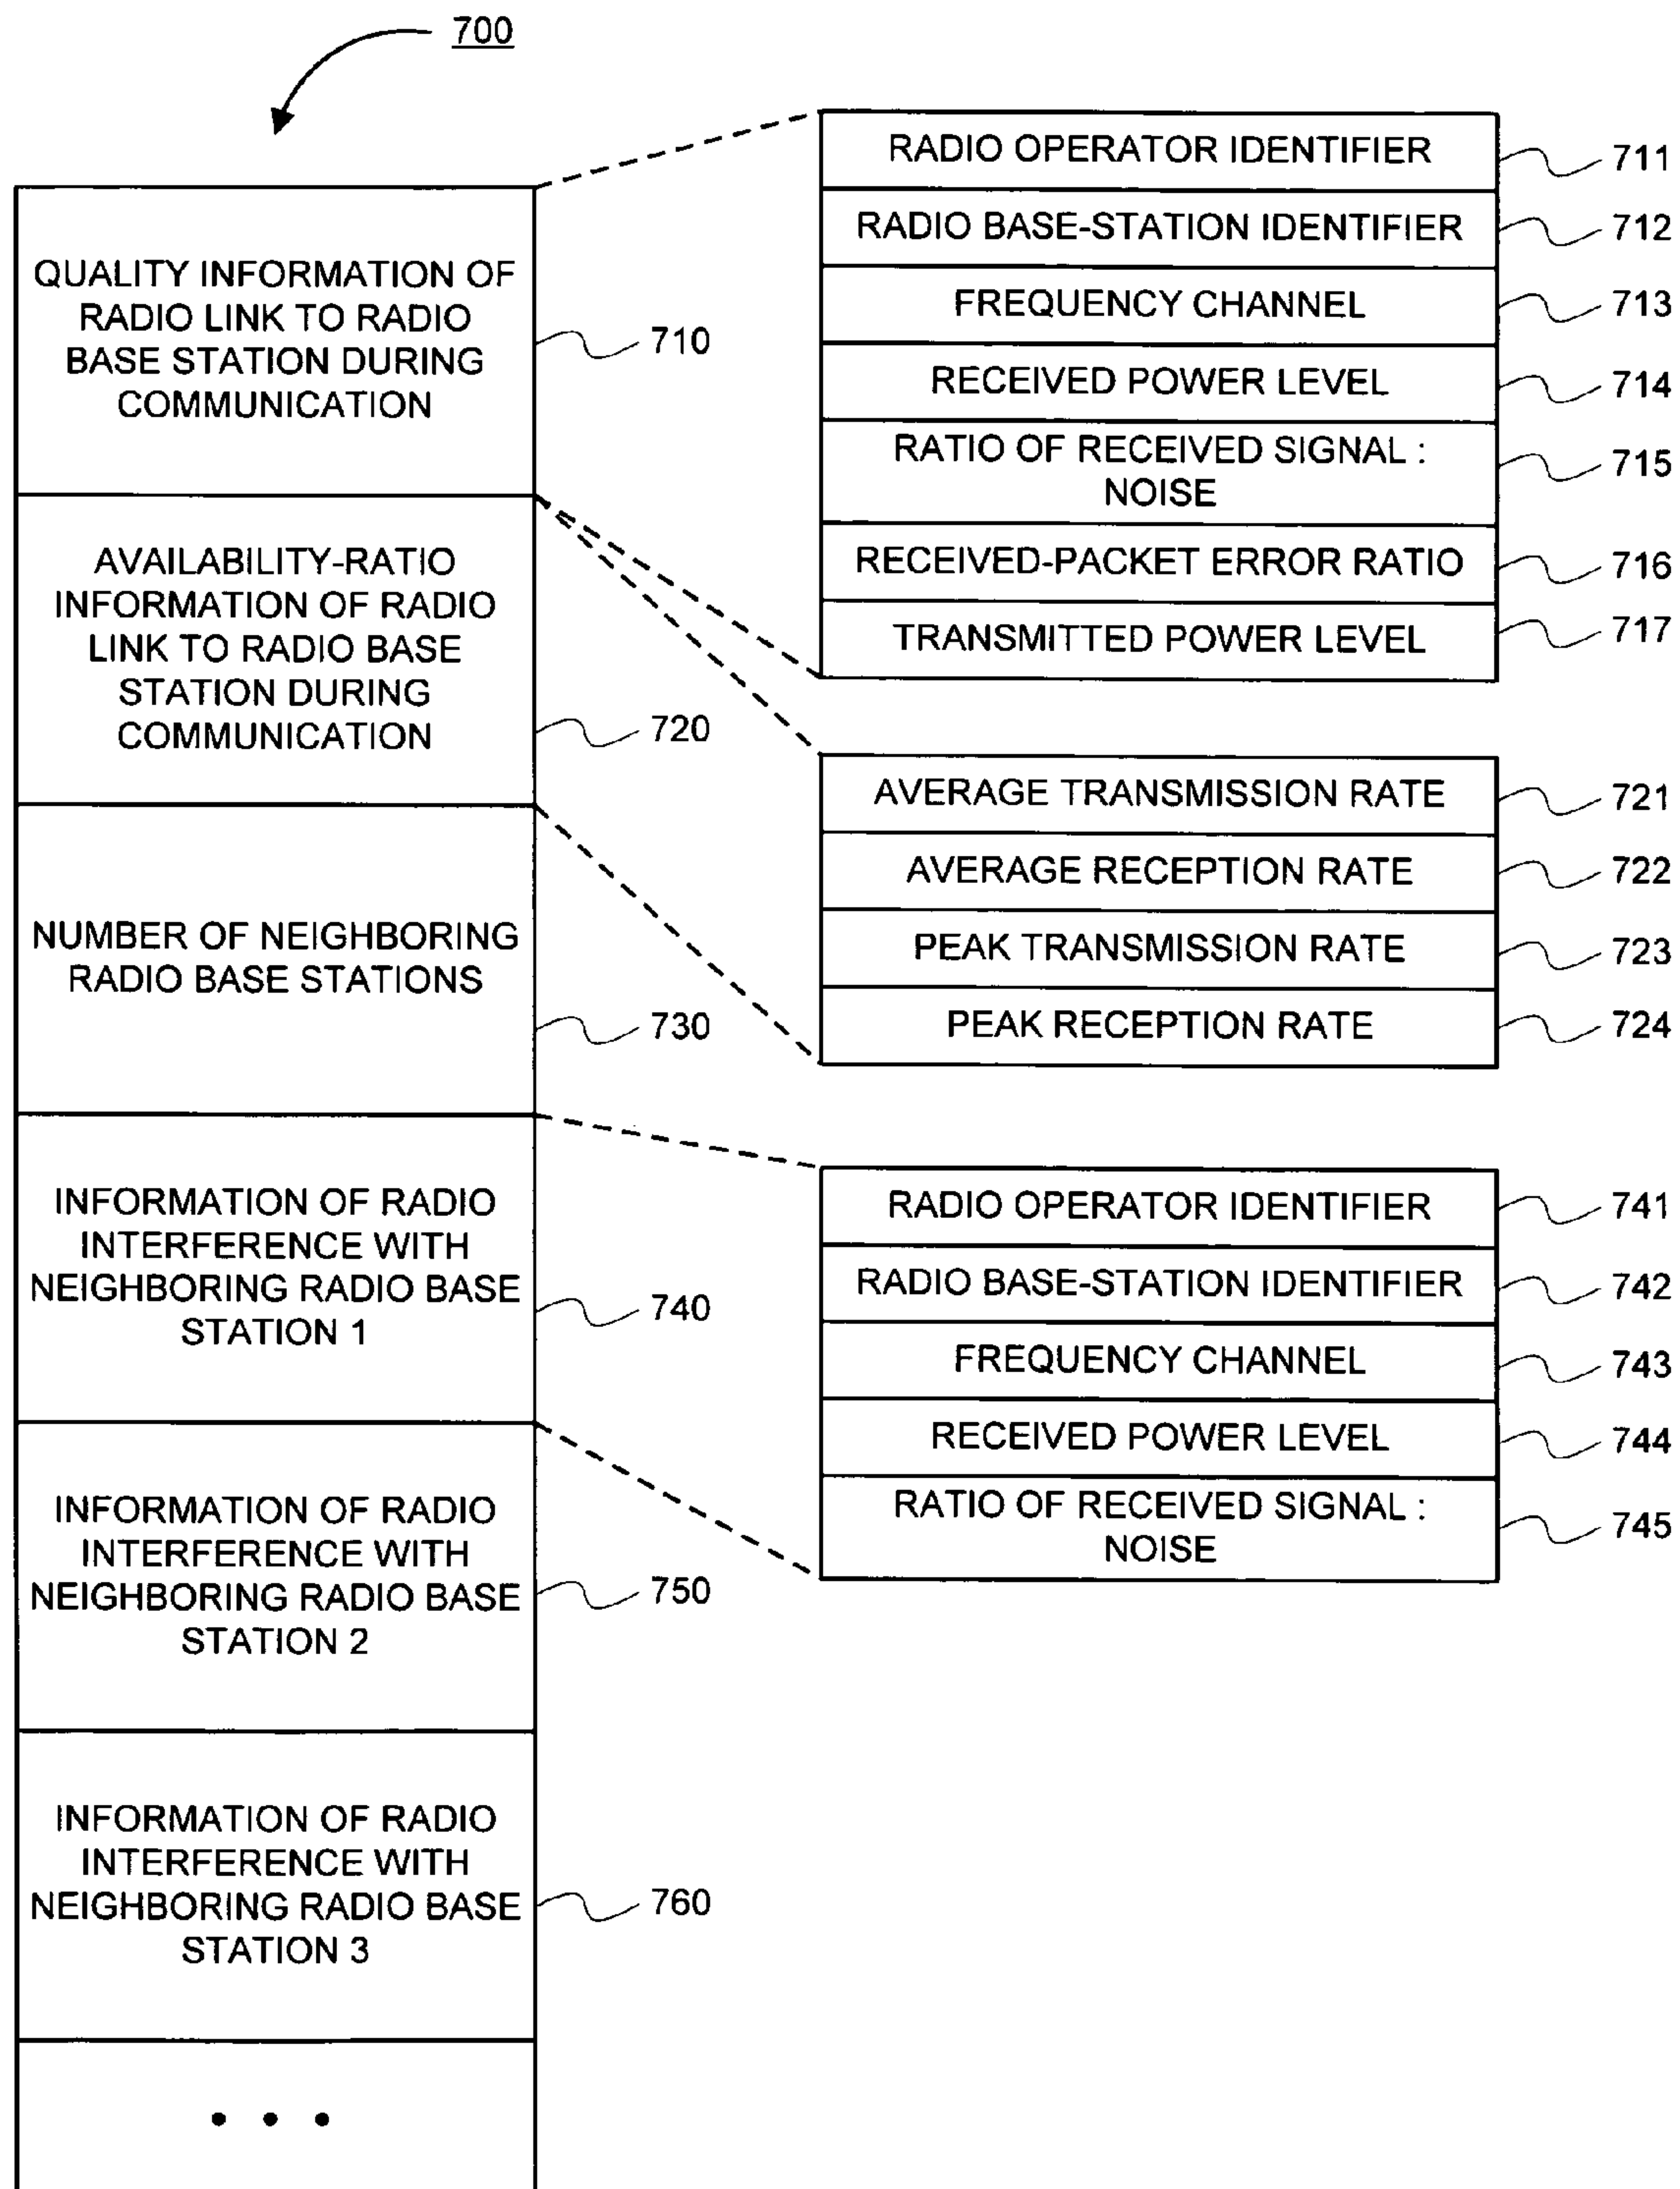 700
QUALITY INFORMATION OF
RADIO LINK TO RADIO
BASE STATION DURING
COMMUNICATION
710
AVAILABILITY-RATIO
INFORMATION OF RADIO
LINK TO RADIO BASE
STATION DURING
COMMUNICATION
720
NUMBER OF NEIGHBORING
RADIO BASE STATIONS
730
INFORMATION OF RADIO
INTERFERENCE WITH
NEIGHBORING RADIO BASE
STATION 1
740
INFORMATION OF RADIO
INTERFERENCE WITH
NEIGHBORING RADIO BASE
STATION 2
750
INFORMATION OF RADIO
INTERFERENCE WITH
NEIGHBORING RADIO BASE
STATION 3
760
• • •
RADIO OPERATOR IDENTIFIER 711
RADIO BASE-STATION IDENTIFIER 712
FREQUENCY CHANNEL 713
RECEIVED POWER LEVEL 714
RATIO OF RECEIVED SIGNAL :
NOISE
715
RECEIVED-PACKET ERROR RATIO 716
TRANSMITTED POWER LEVEL 717
AVERAGE TRANSMISSION RATE 721
AVERAGE RECEPTION RATE 722
PEAK TRANSMISSION RATE 723
PEAK RECEPTION RATE 724
RADIO OPERATOR IDENTIFIER 741
RADIO BASE-STATION IDENTIFIER 742
FREQUENCY CHANNEL 743
RECEIVED POWER LEVEL 744
RATIO OF RECEIVED SIGNAL :
NOISE
745